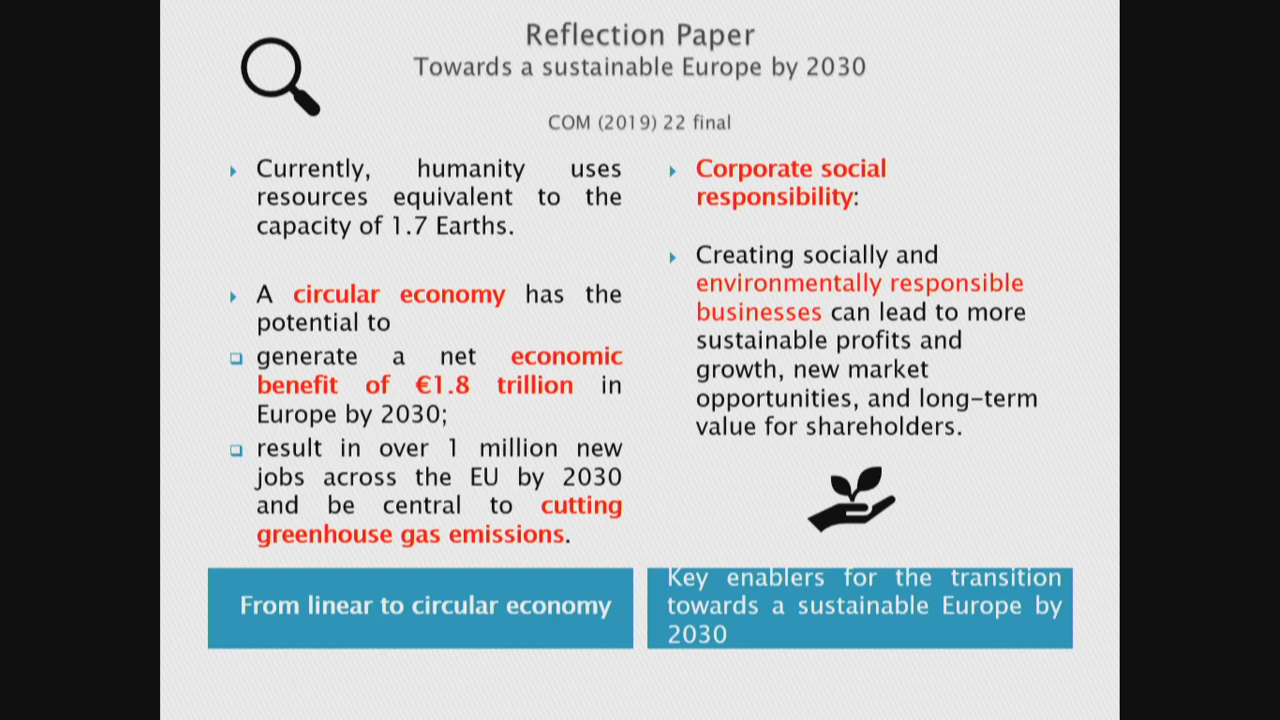 Reflection Paper
Towards a sustainable Europe by 2030
COM (2019) 22 final
Currently, humanity uses
resources equivalent to the
capacity of 1.7 Earths.
A circular economy has the
potential to
generate a net economic
benefit of €1.8 trillion in
Europe by 2030;
result in over 1 million new
jobs across the EU by 2030
and be central to cutting
greenhouse gas emissions.
From linear to circular economy
Corporate social
responsibility:
Creating socially and
environmentally responsible
businesses can lead to more
sustainable profits and
growth, new market
opportunities, and long-term
value for shareholders.
Key enablers for the transition
towards a sustainable Europe by
2030